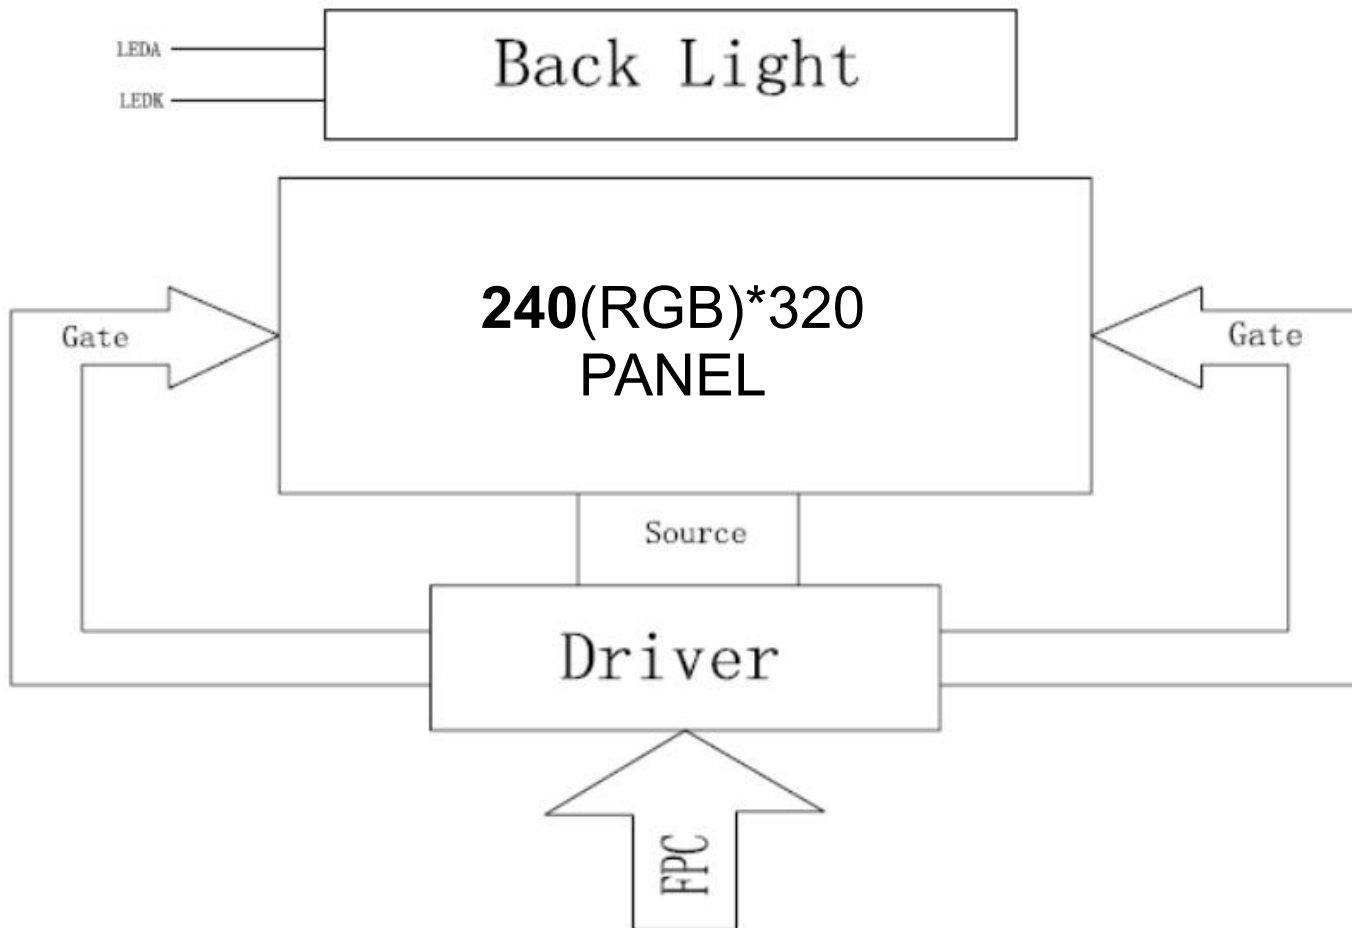 LEDA
Back Light
LEDK
240(RGB)*320
PANEL
Gate
Gate
Source
Driver
FPC